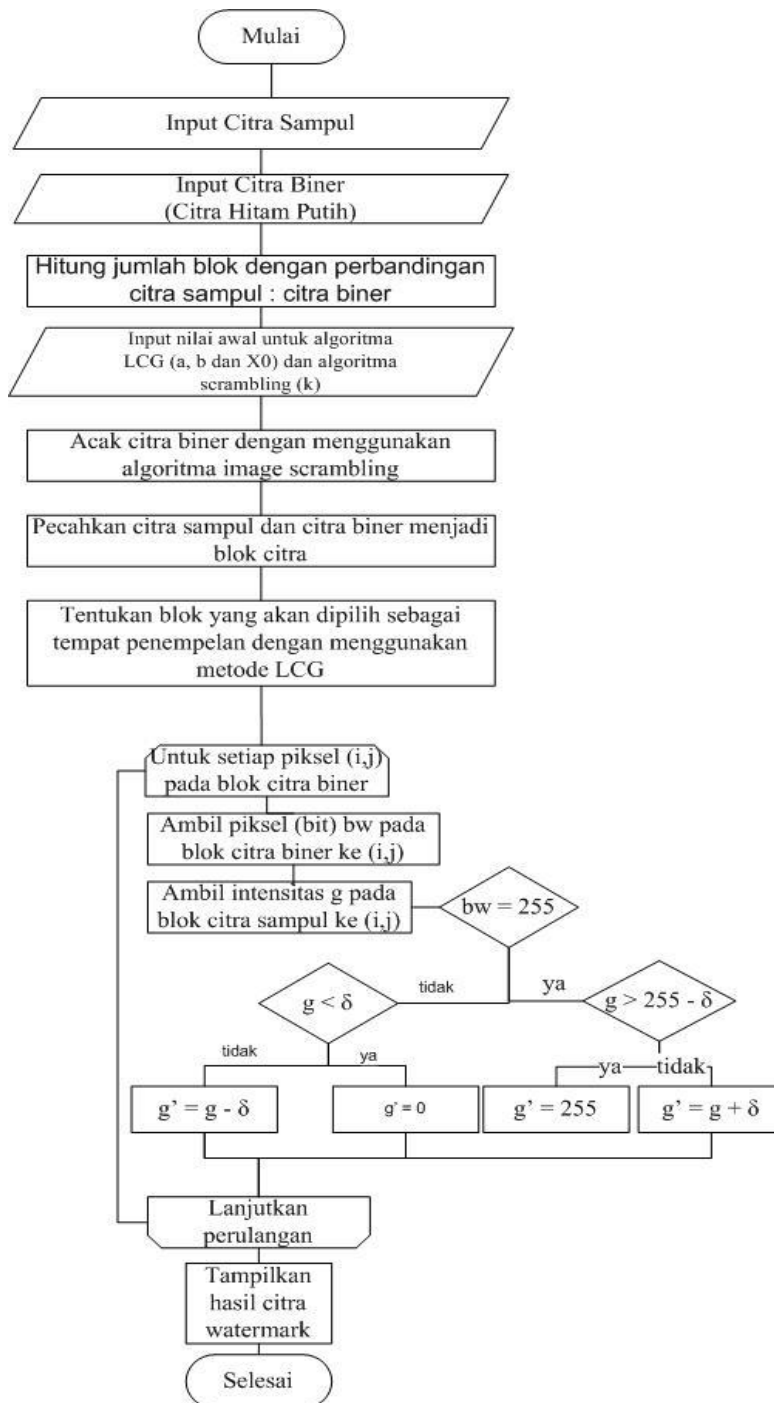 Mulai
Input Citra Sampul
Input Citra Biner
(Citra Hitam Putih)
Hitung jumlah blok dengan perbandingan
citra sampul : citra biner
Input nilai awal untuk algoritma
LCG (a, b dan X0) dan algoritma
scrambling (k)
Acak citra biner dengan menggunakan
algoritma image scrambling
Pecahkan citra sampul dan citra biner menjadi
blok citra
Tentukan blok yang akan dipilih sebagai
tempat penempelan dengan menggunakan
metode LCG
Untuk setiap piksel (i,j)
pada blok citra biner
Ambil piksel (bit) bw pada
blok citra biner ke (i,j)
Ambil intensitas g pada
blok citra sampul ke (i,j)
bw = 255
tidak
ya
g < δ
g > 255 - δ
tidak
ya
ya
tidak
g' = g - δ
g' = 0
g' = 255
g' = g + δ
Lanjutkan
perulangan
Tampilkan
hasil citra
watermark
Selesai